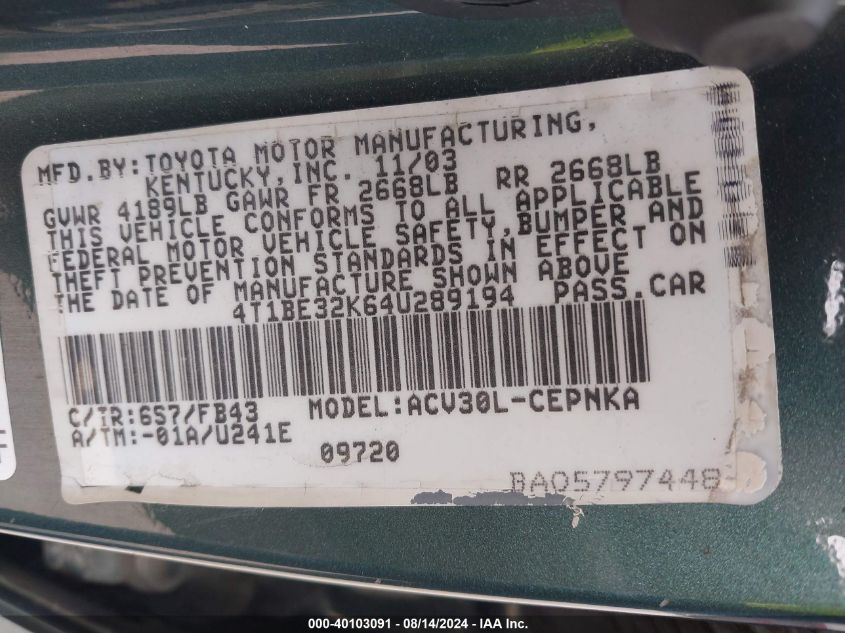 MFD.BY:TOYOTA MOTOR MANUFACTURING,
KENTUCKY,INC. 11/03
GVWR 4189LB GAWR FR 2668LB RR 2668LB
THIS VEHICLE CONFORMS TO ALL APPLICABLE
FEDERAL MOTOR VEHICLE SAFETY,BUMPER AND
THEFT PREVENTION STANDARDS IN EFFECT ON
THE DATE OF MANUFACTURE SHOWN ABOVE
4T1BE32K64U289194 PASS.CAR
C/TR:6S7/FB43 MODEL:ACV30L-CEPNKA
A/TM:-01A/U241E
09720
BA05797448
000-40103091 - 08/14/2024 - IAA Inc.